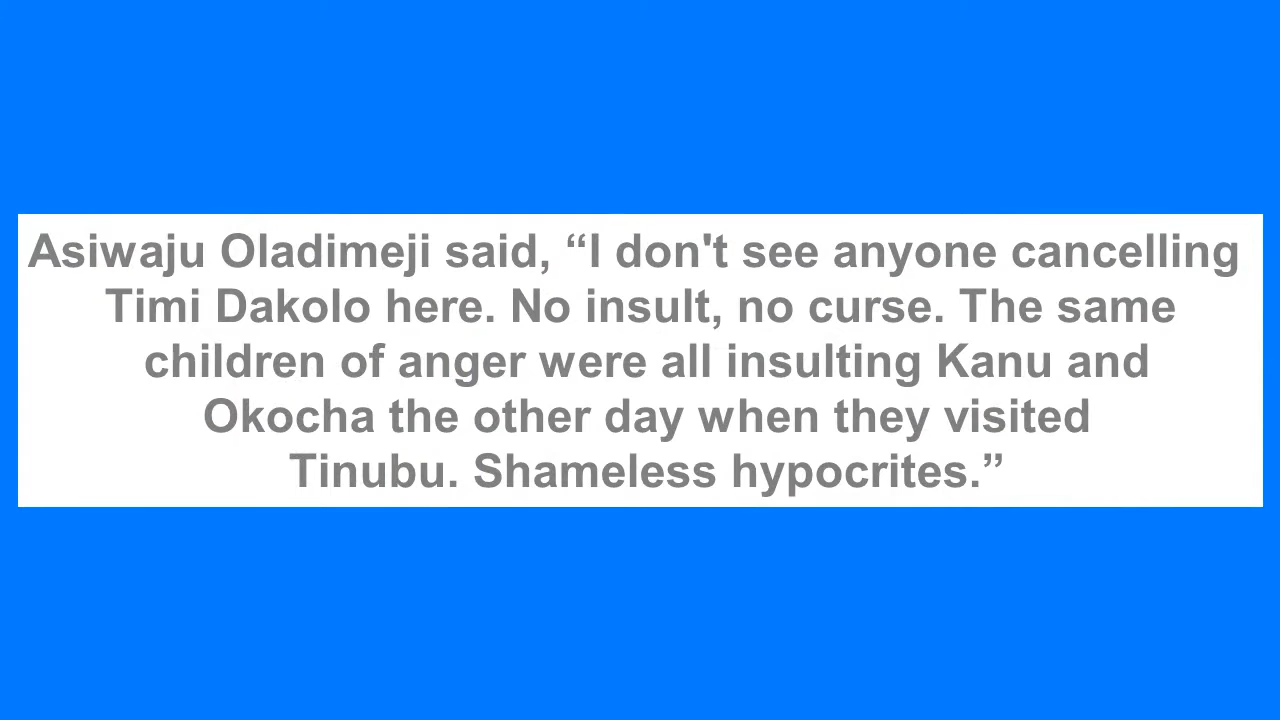 Asiwaju Oladimeji said, “I don't see anyone cancelling
Timi Dakolo here. No insult, no curse. The same
children of anger were all insulting Kanu and
Okocha the other day when they visited
Tinubu. Shameless hypocrites.”